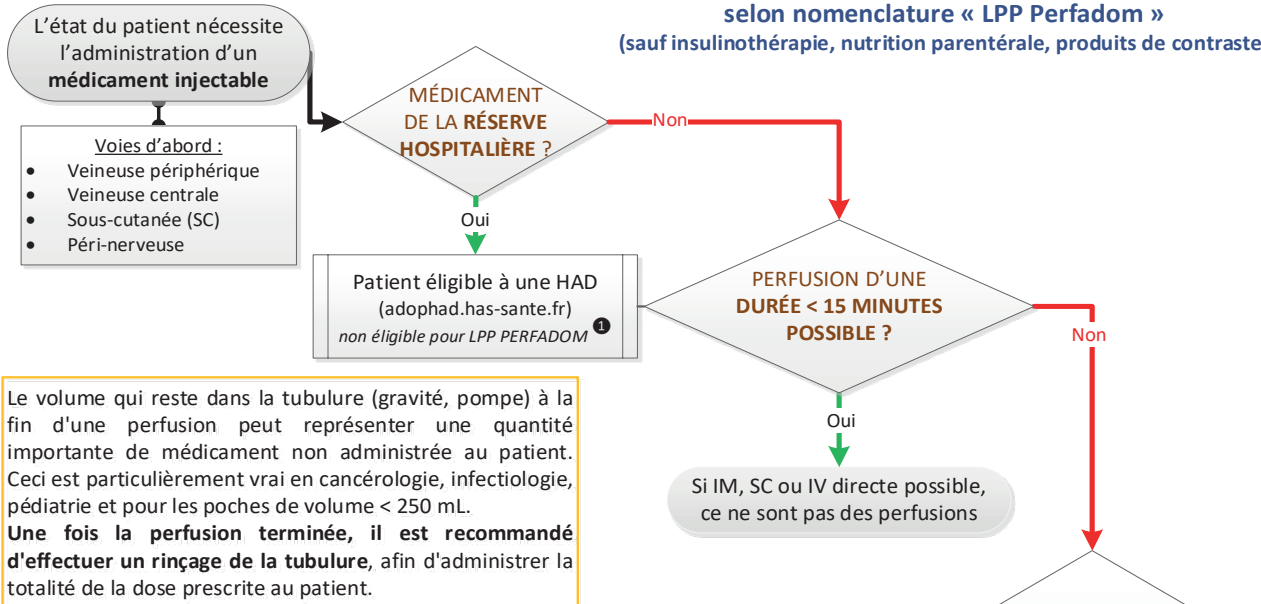 selon nomenclature « LPP Perfadom »
(sauf insulinothérapie, nutrition parentérale, produits de contraste
L’état du patient nécessite
l’administration d’un
médicament injectable
Voies d’abord :
• Veineuse périphérique
• Veineuse centrale
• Sous-cutanée (SC)
• Péri-nerveuse
MÉDICAMENT
DE LA RÉSERVE
HOSPITALIÈRE ?
Non
Oui
Patient éligible à une HAD
(adophad.has-sante.fr)
non éligible pour LPP PERFADOM ❶
PERFUSION D’UNE
DURÉE < 15 MINUTES
POSSIBLE ?
Non
Oui
Si IM, SC ou IV directe possible,
ce ne sont pas des perfusions
Le volume qui reste dans la tubulure (gravité, pompe) à la
fin d'une perfusion peut représenter une quantité
importante de médicament non administrée au patient.
Ceci est particulièrement vrai en cancérologie, infectiologie,
pédiatrie et pour les poches de volume < 250 mL.
Une fois la perfusion terminée, il est recommandé
d'effectuer un rinçage de la tubulure, afin d'administrer la
totalité de la dose prescrite au patient.